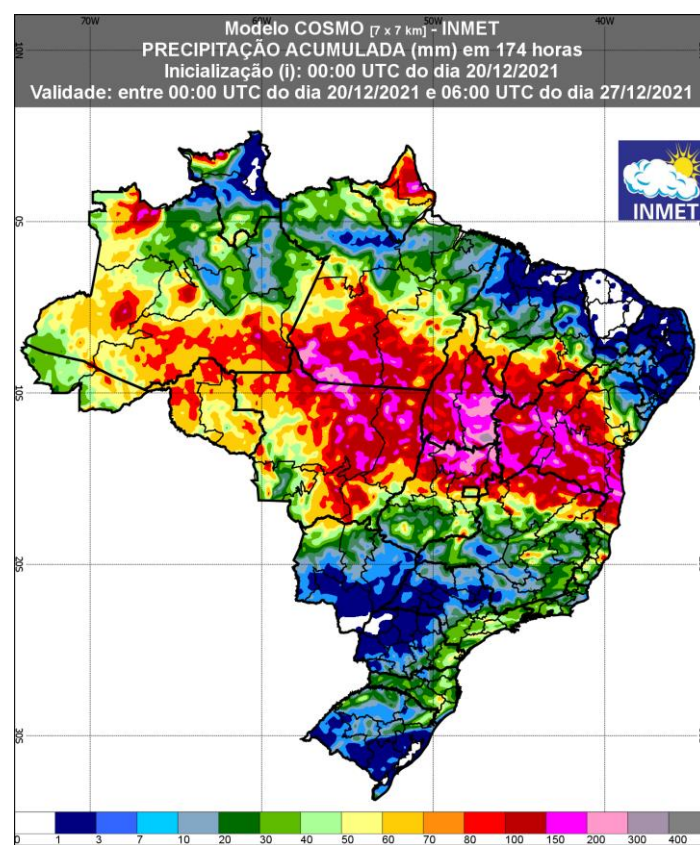 Modelo COSMO [7 x 7 km] - INMET
PRECIPITAÇÃO ACUMULADA (mm) em 174 horas
Inicialização (i): 00:00 UTC do dia 20/12/2021
Validade: entre 00:00 UTC do dia 20/12/2021 e 06:00 UTC do dia 27/12/2021
70W 60W 50W 40W
10N
INMET
0S
10S
20S
30S
0 1 3 7 10 20 30 40 50 60 70 80 100 150 200 300 400